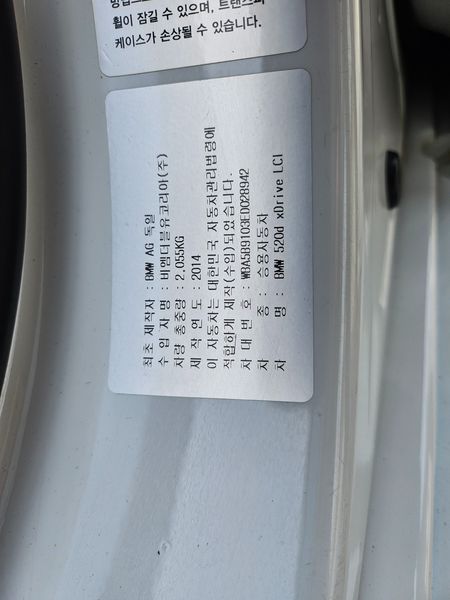 방법으로
휠이 잠길 수 있으며, 트랜스퍼
케이스가 손상될 수 있습니다.
최초 제작자 : BMW AG 독일
수 입 자 명 : 비엠더블유코리아(주)
차량 총중량 : 2,055KG
제 작 연 도 : 2014
이 자동차는 대한민국 자동차관리법령에
적합하게 제작(수입)되었습니다.
차 대 번 호 : WBA5B9103ED028942
차 종 : 승용자동차
차 명 : BMW 520d xDrive LCI